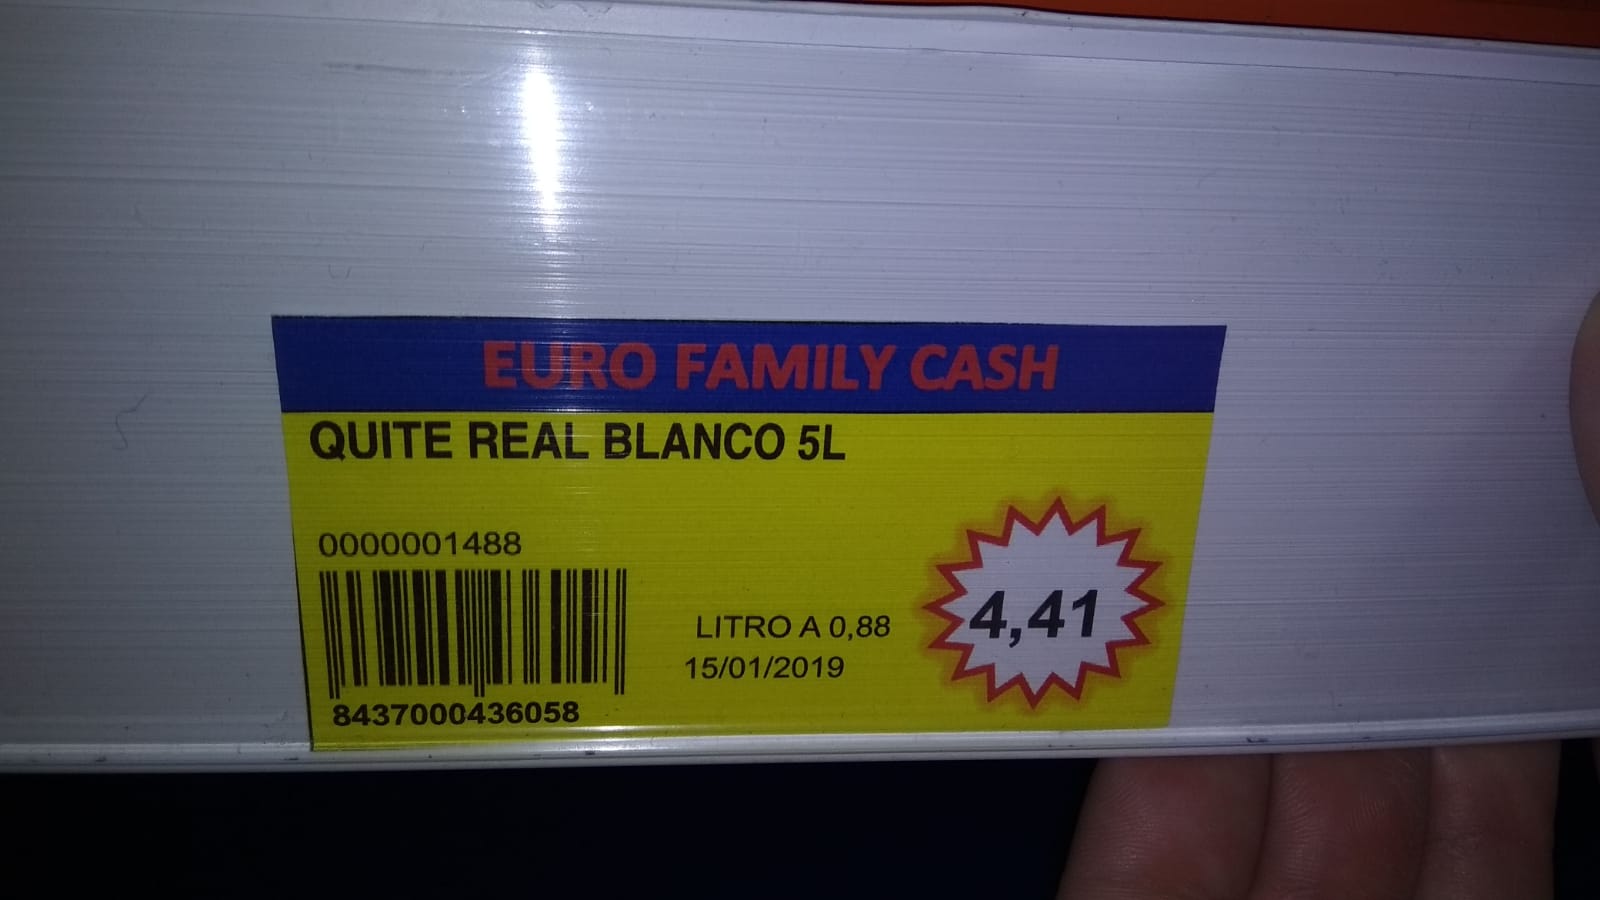 EURO FAMILY CASH
QUITE REAL BLANCO 5L
0000001488
LITRO A 0,88
4,41
15/01/2019
8437000436058